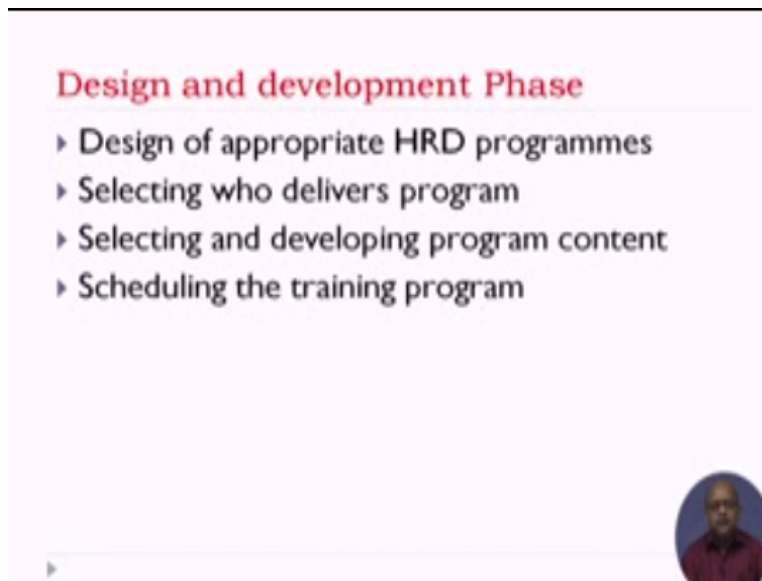 Design and development Phase
Design of appropriate HRD programmes
Selecting who delivers program
Selecting and developing program content
Scheduling the training program